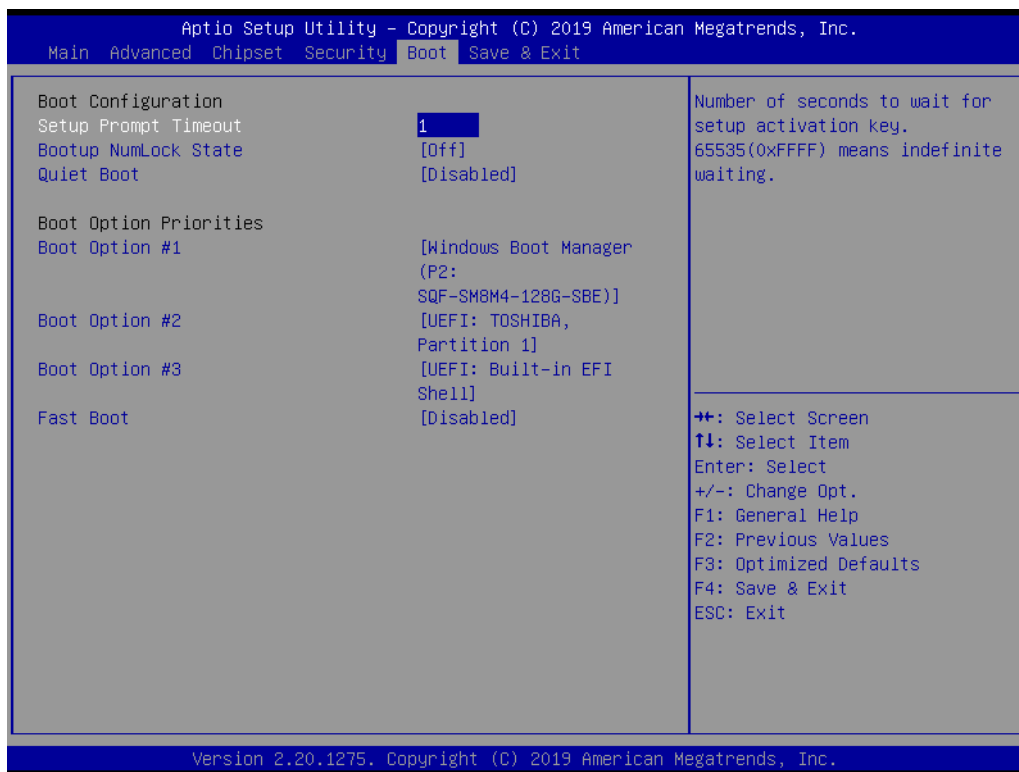 Aptio Setup Utility – Copyright (C) 2019 American Megatrends, Inc.
Main Advanced Chipset Security Boot Save & Exit
Boot Configuration
Setup Prompt Timeout 1
Bootup NumLock State [Off]
Quiet Boot [Disabled]
Boot Option Priorities
Boot Option #1 [Windows Boot Manager
(P2:
SQF-SM8M4-128G-SBE)]
Boot Option #2 [UEFI: TOSHIBA,
Partition 1]
Boot Option #3 [UEFI: Built-in EFI
Shell]
Fast Boot [Disabled]
Number of seconds to wait for
setup activation key.
65535(0xFFFF) means indefinite
waiting.
→←: Select Screen
↑↓: Select Item
Enter: Select
+/-: Change Opt.
F1: General Help
F2: Previous Values
F3: Optimized Defaults
F4: Save & Exit
ESC: Exit
Version 2.20.1275. Copyright (C) 2019 American Megatrends, Inc.